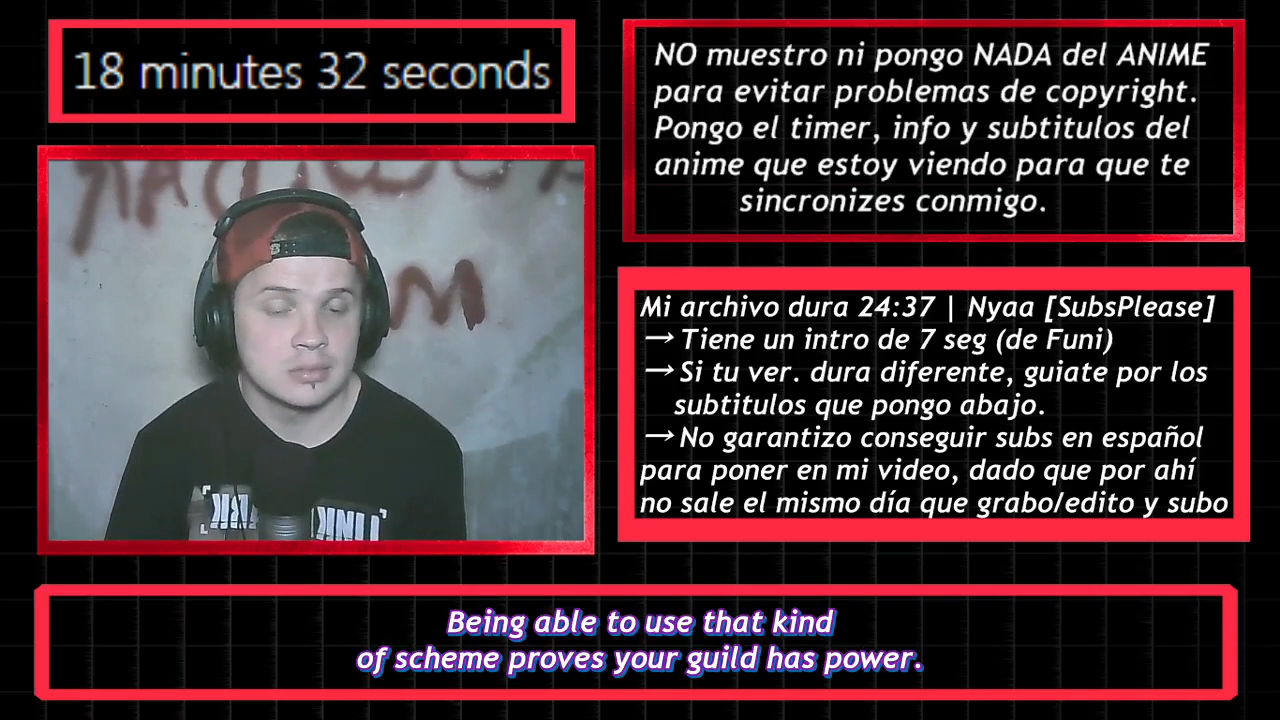 18 minutes 32 seconds
NO muestro ni pongo NADA del ANIME
para evitar problemas de copyright.
Pongo el timer, info y subtitulos del
anime que estoy viendo para que te
sincronizes conmigo.
Mi archivo dura 24:37 | Nyaa [SubsPlease]
→ Tiene un intro de 7 seg (de Funi)
→ Si tu ver. dura diferente, guiate por los
subtitulos que pongo abajo.
→ No garantizo conseguir subs en español
para poner en mi video, dado que por ahí
no sale el mismo día que grabo/edito y subo
Being able to use that kind
of scheme proves your guild has power.